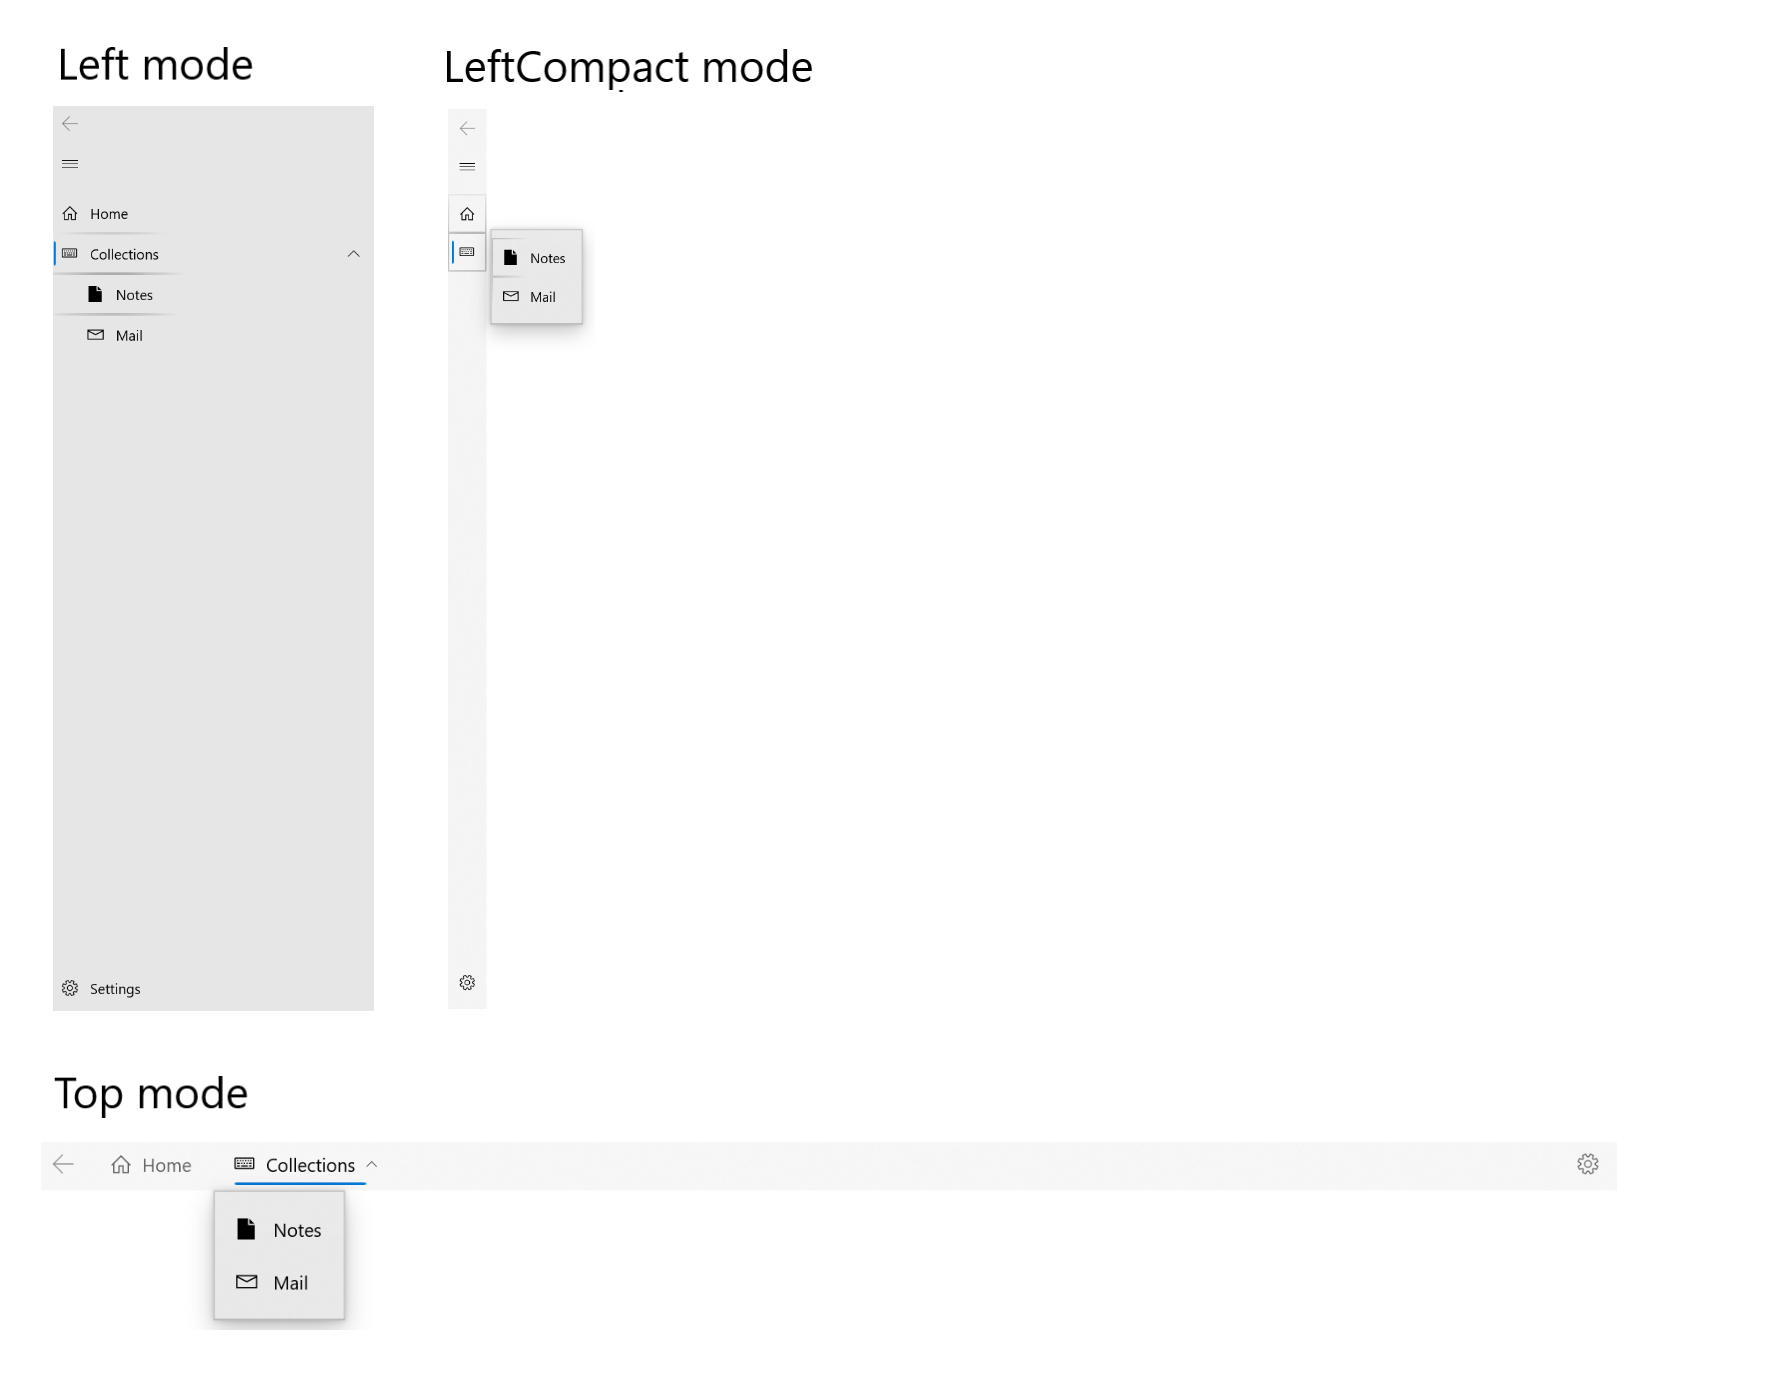 Left mode
LeftCompact mode
Home
Collections
Notes
Mail
Settings
Notes
Mail
Top mode
Home
Collections
Notes
Mail